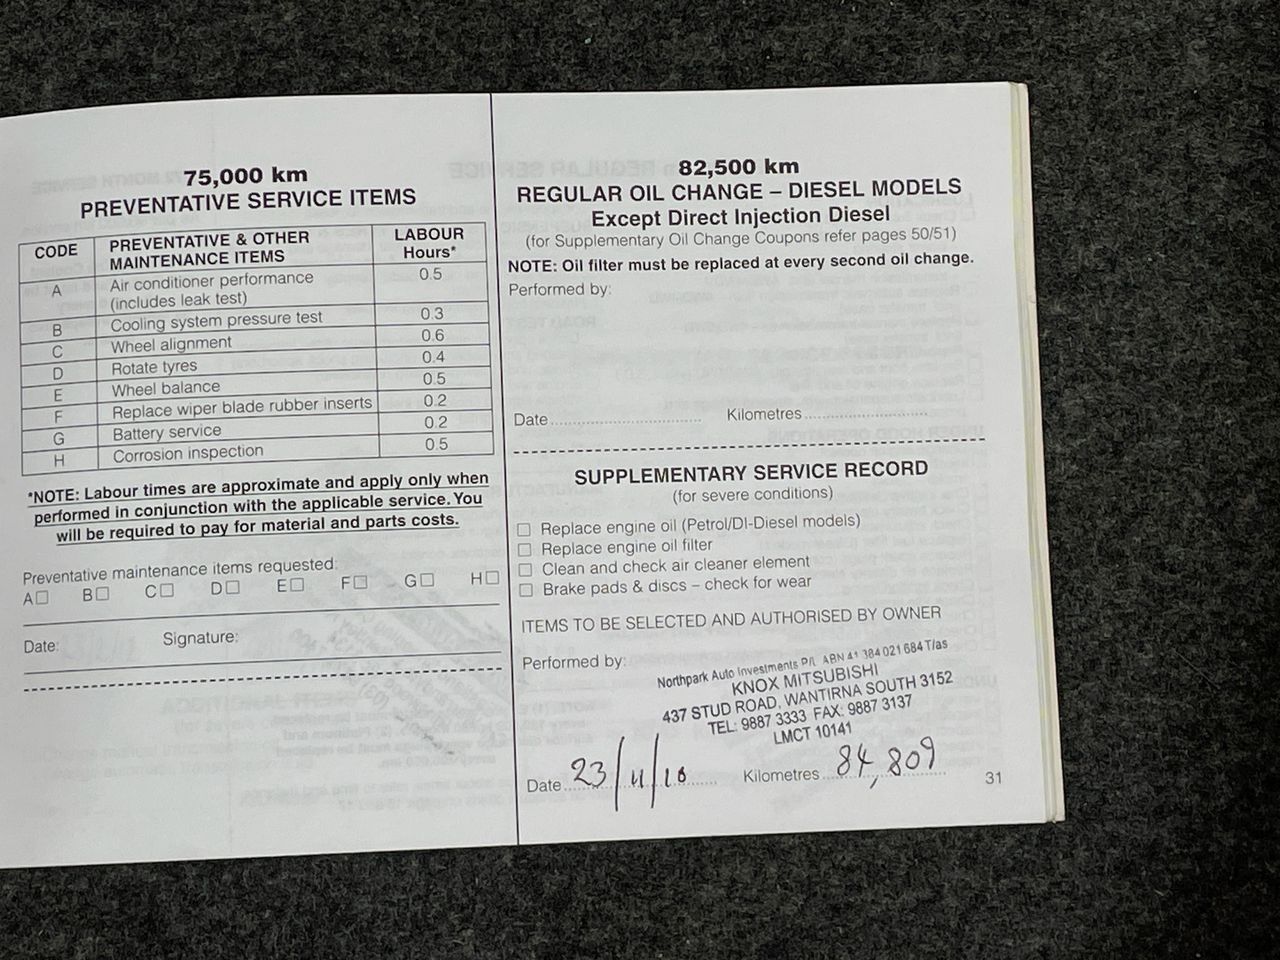 75,000 km
PREVENTATIVE SERVICE ITEMS
CODE PREVENTATIVE & OTHER MAINTENANCE ITEMS LABOUR Hours*
A Air conditioner performance (includes leak test) 0.5
B Cooling system pressure test 0.3
C Wheel alignment 0.6
D Rotate tyres 0.4
E Wheel balance 0.5
F Replace wiper blade rubber inserts 0.2
G Battery service 0.2
H Corrosion inspection 0.5
*NOTE: Labour times are approximate and apply only when
performed in conjunction with the applicable service. You
will be required to pay for material and parts costs.
Preventative maintenance items requested:
A☐ B☐ C☐ D☐ E☐ F☐ G☐ H☐
Date: Signature:
82,500 km
REGULAR OIL CHANGE – DIESEL MODELS
Except Direct Injection Diesel
(for Supplementary Oil Change Coupons refer pages 50/51)
NOTE: Oil filter must be replaced at every second oil change.
Performed by:
Date Kilometres
SUPPLEMENTARY SERVICE RECORD
(for severe conditions)
☐ Replace engine oil (Petrol/DI-Diesel models)
☐ Replace engine oil filter
☐ Clean and check air cleaner element
☐ Brake pads & discs – check for wear
ITEMS TO BE SELECTED AND AUTHORISED BY OWNER
Performed by:
Northpark Auto Investments P/L ABN 41 384 021 684 T/as
KNOX MITSUBISHI
437 STUD ROAD, WANTIRNA SOUTH 3152
TEL: 9887 3333 FAX: 9887 3137
LMCT 10141
Date 23/11/10 Kilometres 84,809
31